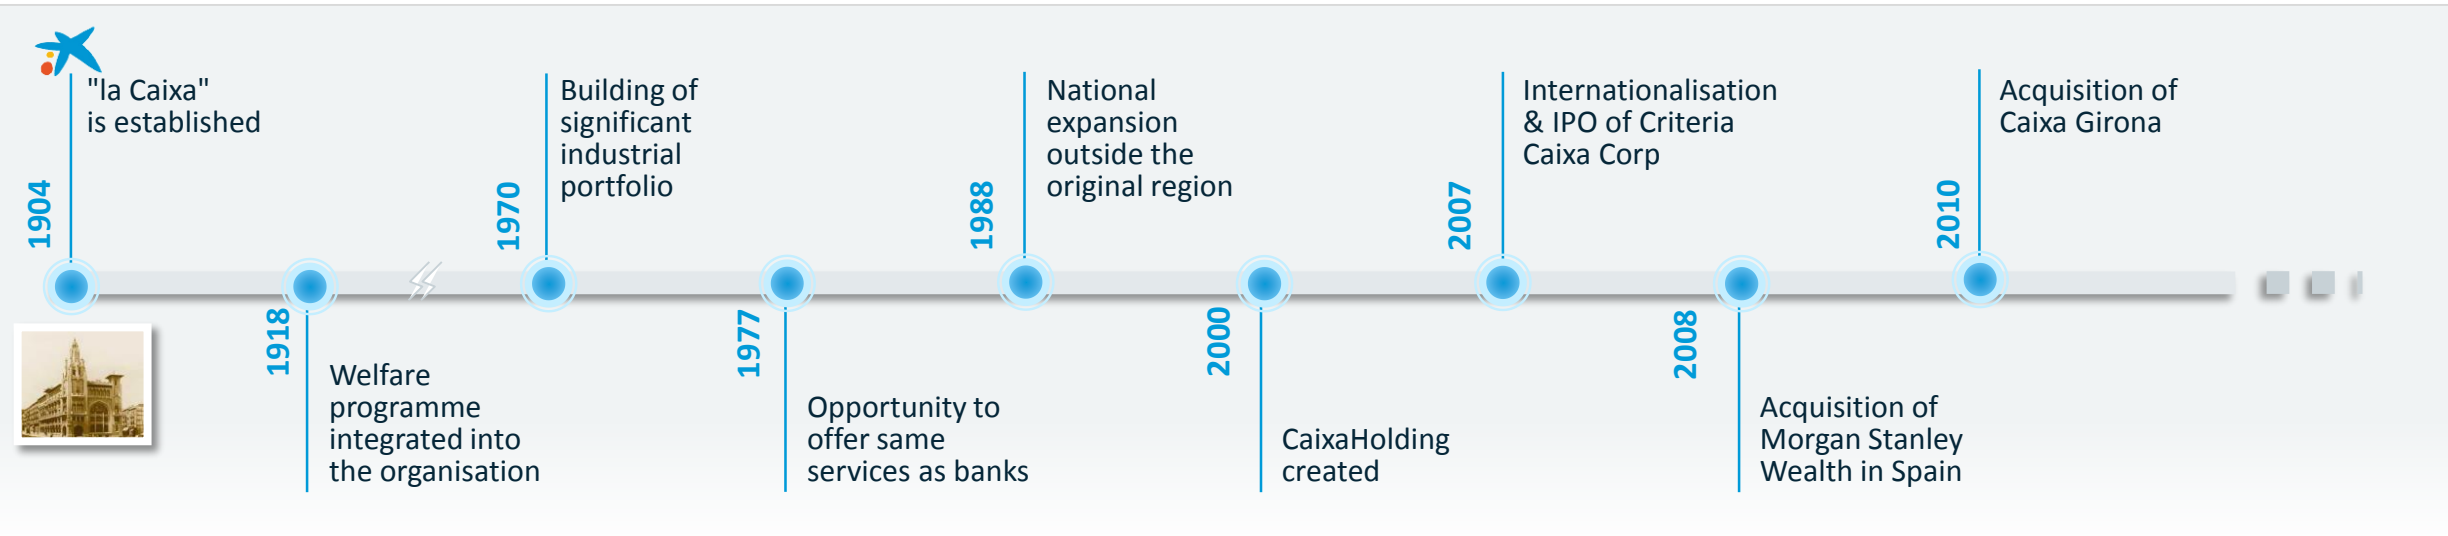 1904
"la Caixa"
is established
1918
Welfare
programme
integrated into
the organisation
1970
Building of
significant
industrial
portfolio
1977
Opportunity to
offer same
services as banks
1988
National
expansion
outside the
original region
2000
CaixaHolding
created
2007
Internationalisation
& IPO of Criteria
Caixa Corp
2008
Acquisition of
Morgan Stanley
Wealth in Spain
2010
Acquisition of
Caixa Girona